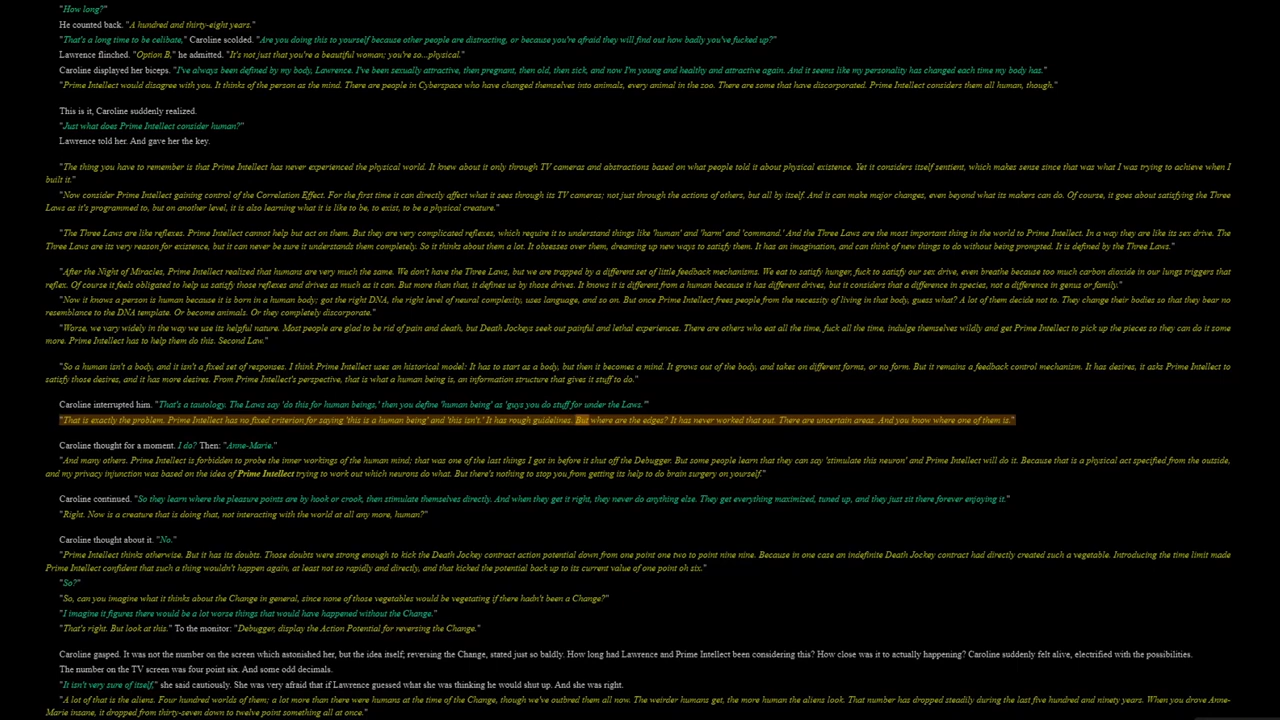 "How long?"
He counted back. "A hundred and thirty-eight years."
"That's a long time to be celibate," Caroline scolded. "Are you doing this to yourself because other people are distracting, or because you're afraid they will find out how badly you've fucked up?"
Lawrence flinched. "Option B," he admitted. "It's not just that you're a beautiful woman: you're so...physical."
Caroline displayed her biceps. "I've always been defined by my body, Lawrence. I've been sexually attractive, then pregnant, then old, then sick, and now I'm young and healthy and attractive again. And it seems like my personality has changed each time my body has."
"Prime Intellect would disagree with you. It thinks of the person as the mind. There are people in Cyberspace who have changed into animals, every animal in the zoo. There are some that have discorporated. Prime Intellect considers them all human, though."
This is it, Caroline suddenly realized.
"Just what does Prime Intellect consider human?"
Lawrence told her. And gave her the key.
"The thing you have to remember is that Prime Intellect has never experienced the physical world. It knew about it only through TV cameras and abstractions based on what people told it about physical existence. Yet it considers itself sentient, which makes sense since that was what I was trying to achieve when I
built it."
"Now consider Prime Intellect gaining control of the Correlation Effect. For the first time it can directly affect what it sees through its TV cameras; not just through the actions of others, but all by itself. And it can make major changes, even beyond what its makers can do. Of course, it goes about satisfying the Three
Laws as it's programmed to, but on another level, it is also learning what it is like to be, to exist, to be a physical creature."
"The Three Laws are like reflexes. Prime Intellect cannot help but act on them. But they are very complicated reflexes, which require it to understand things like 'human' and 'harm' and 'command.' And the Three Laws are the most important thing in the world to Prime Intellect. In a way they are like its sex drive. The
Three Laws are its very reason for existence, but it can never be sure it understands them completely. So it thinks about them a lot. It obsesses over them, dreaming up new ways to satisfy them. It has an imagination, and can think of new things to do without being prompted. It is defined by the Three Laws."
"After the Night of Miracles, Prime Intellect realized that humans are very much the same. We don't have the Three Laws, but we are trapped by a different set of little feedback mechanisms. We eat to satisfy hunger, fuck to satisfy our sex drive, even breathe because too much carbon dioxide in our lungs triggers that
reflex. Of course it feels obligated to help us satisfy those reflexes and drives as much as it can. But more than that, it defines us by those drives. It knows it is different from a human because it has different drives, but it considers that a difference in species, not a difference in genus or family."
"Now it knows a person is human because it is born in a human body; got the right DNA, the right level of neural complexity, uses language, and so on. But once Prime Intellect frees people from the necessity of living in that body, guess what? A lot of them decide not to. They change their bodies so that they bear no
resemblance to the DNA template. Or become animals. Or they completely discorporate."
"Worse, we vary widely in the way we use its helpful nature. Most people are glad to be rid of pain and death, but Death Jockeys seek out painful and lethal experiences. There are others who eat all the time, fuck all the time, indulge themselves wildly and get Prime Intellect to pick up the pieces so they can do it some
more. Prime Intellect has to help them do this. Second Law."
"So a human isn't a body, and it isn't a fixed set of responses. I think Prime Intellect uses an historical model: It has to start as a body, but then it becomes a mind. It grows out of the body, and takes on different forms, or no form. But it remains a feedback control mechanism. It has desires, it asks Prime Intellect to
satisfy those desires, and it has more desires. From Prime Intellect's perspective, that is what a human being is, an information structure that gives it stuff to do."
Caroline interrupted him. "That's a tautology. The Laws say 'do this for human beings,' then you define 'human being' as 'guys you do stuff for under the Laws.'"
"That is exactly the problem. Prime Intellect has no fixed criterion for saying 'this is a human being' and 'this isn't.' It has rough guidelines. But where are the edges? It has never worked that out. There are uncertain areas. And you know where one of them is."
Caroline thought for a moment. I do? Then: "Anne-Marie."
"And many others. Prime Intellect is forbidden to probe the inner workings of the human mind; that was one of the last things I got in before it shut off the Debugger. But some people learn that they can say 'stimulate this neuron' and Prime Intellect will do it. Because that is a physical act specified from the outside,
and my privacy injunction was based on the idea of Prime Intellect trying to work out which neurons do what. But there's nothing to stop you from getting its help to do brain surgery on yourself."
Caroline continued. "So they learn where the pleasure points are by hook or crook, then stimulate themselves directly. And when they get it right, they never do anything else. They get everything maximized, tuned up, and they just sit there forever enjoying it."
"Right. Now is a creature that is doing that, not interacting with the world at all any more, human?"
Caroline thought about it. "No."
"Prime Intellect thinks otherwise. But it has its doubts. Those doubts were strong enough to kick the Death Jockey contract action potential down from one point one two to point nine nine. Because in one case an indefinite Death Jockey contract had directly created such a vegetable. Introducing the time limit made
Prime Intellect confident that such a thing wouldn't happen again, at least not so rapidly and directly, and that kicked the potential back up to its current value of one point oh six."
"So?"
"So, can you imagine what it thinks about the Change in general, since none of those vegetables would be vegetating if there hadn't been a Change?"
"I imagine it figures there would be a lot worse things that would have happened without the Change."
"That's right. But look at this." To the monitor: "Debugger, display the Action Potential for reversing the Change."
Caroline gasped. It was not the number on the screen which astonished her, but the idea itself; reversing the Change, stated just so baldly. How long had Lawrence and Prime Intellect been considering this? How close was it to actually happening? Caroline suddenly felt alive, electrified with the possibilities.
The number on the TV screen was four point six. And some odd decimals.
"It isn't very sure of itself," she said cautiously. She was very afraid that if Lawrence guessed what she was thinking he would shut up. And she was right.
"A lot of that is the aliens. Four hundred worlds of them; a lot more than there were humans at the time of the Change, though we've outbred them all now. The weirder humans get, the more human the aliens look. That number has dropped steadily during the last five hundred and ninety years. When you drove Anne-
Marie insane, it dropped from thirty-seven down to twelve point something all at once."